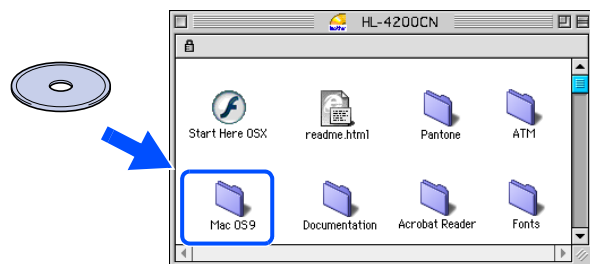 HL-4200CN
Start Here OSX
readme.html
Pantone
ATM
Mac OS9
Documentation
Acrobat Reader
Fonts